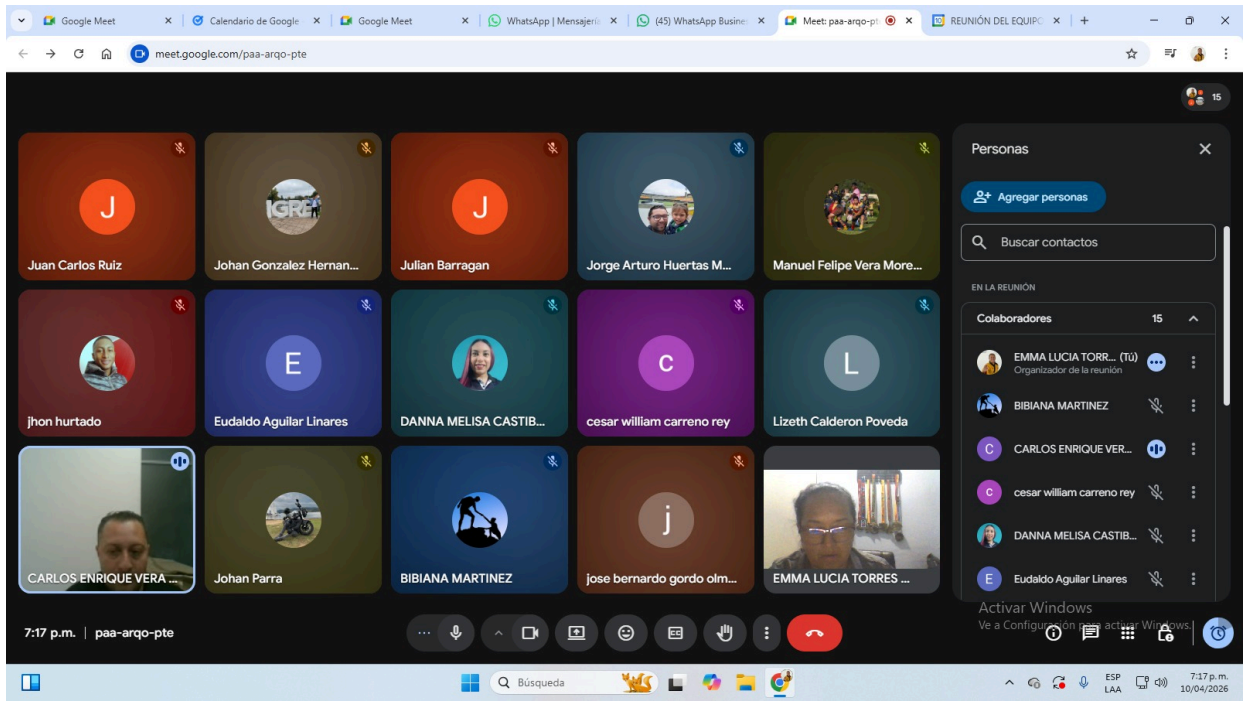 Google Meet
Calendario de Google
Google Meet
WhatsApp | Mensajería
(45) WhatsApp Busine
Meet: paa-arqo-pt
REUNIÓN DEL EQUIPO
meet.google.com/paa-arqo-pte
15
Juan Carlos Ruiz
IGRE
Johan Gonzalez Hernan...
J
Julian Barragan
J
Jorge Arturo Huertas M...
Manuel Felipe Vera More...
jhon hurtado
E
Eudaldo Aguilar Linares
DANNA MELISA CASTIB...
c
cesar william carreno rey
L
Lizeth Calderon Poveda
CARLOS ENRIQUE VERA ...
Johan Parra
BIBIANA MARTINEZ
j
jose bernardo gordo olm...
EMMA LUCIA TORRES ...
Personas
Agregar personas
Buscar contactos
EN LA REUNIÓN
Colaboradores 15
EMMA LUCIA TORR... (Tú)
Organizador de la reunión
BIBIANA MARTINEZ
C CARLOS ENRIQUE VER...
c cesar william carreno rey
DANNA MELISA CASTIB...
E Eudaldo Aguilar Linares
Activar Windows
Ve a Configuración para activar Windows.
7:17 p.m. | paa-arqo-pte
CC
Búsqueda
ESP
LAA
7:17 p.m.
10/04/2026